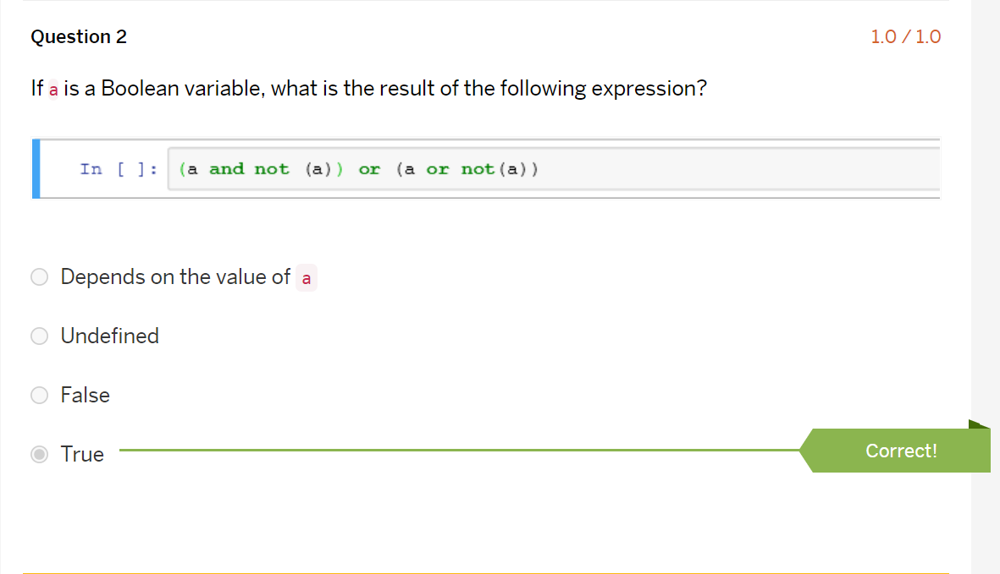 Question 2 1.0 / 1.0
If a is a Boolean variable, what is the result of the following expression?
In [ ]: (a and not (a)) or (a or not(a))
Depends on the value of a
Undefined
False
True Correct!